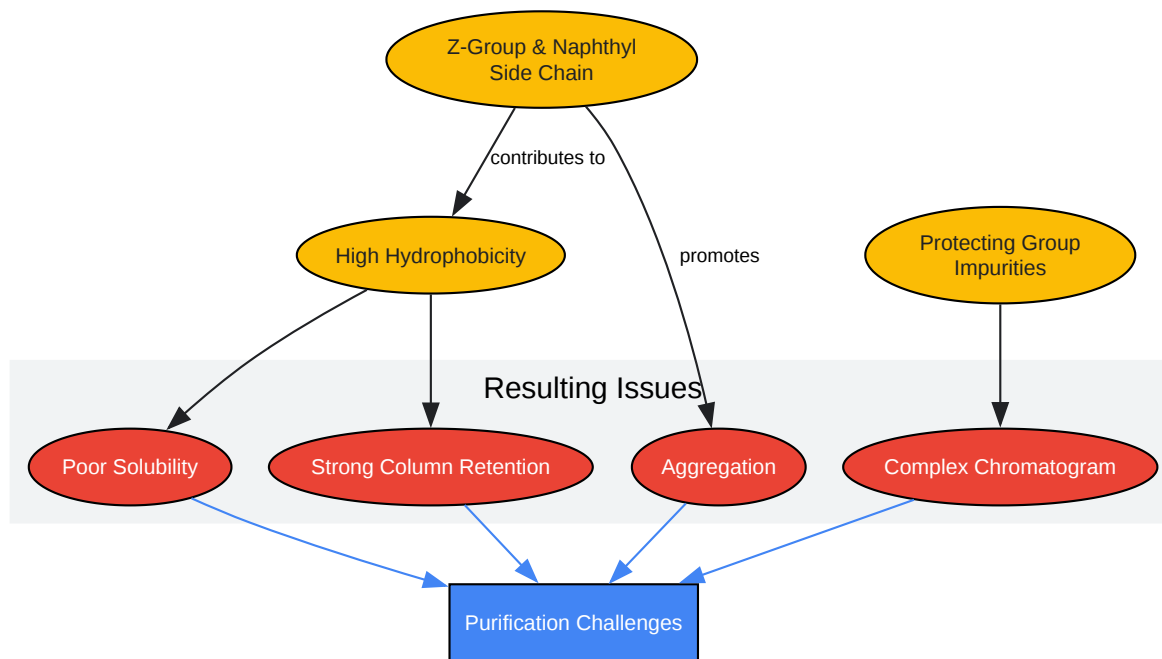 Z-Group & Naphthyl
Side Chain
contributes to
promotes
High Hydrophobicity
Protecting Group
Impurities
Resulting Issues
Poor Solubility
Strong Column Retention
Aggregation
Complex Chromatogram
Purification Challenges